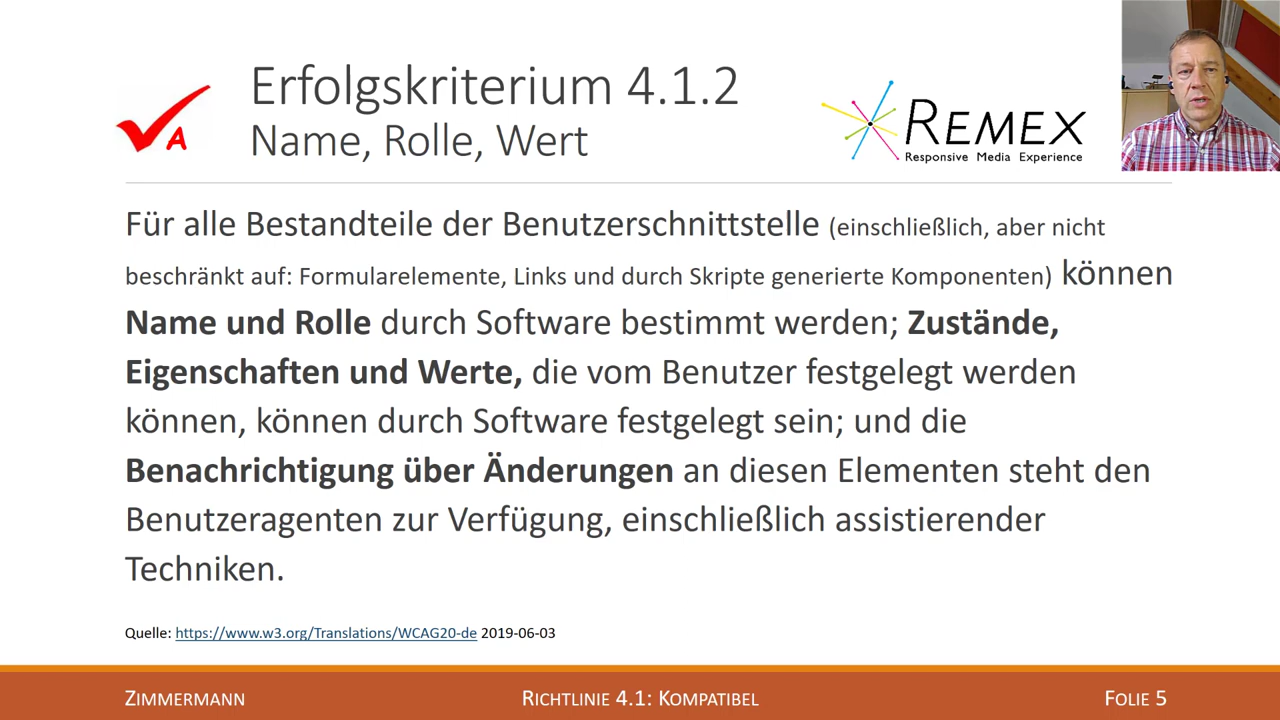 Erfolgskriterium 4.1.2
Name, Rolle, Wert
A
REMEX
Responsive Media Experience
Für alle Bestandteile der Benutzerschnittstelle (einschließlich, aber nicht
beschränkt auf: Formularelemente, Links und durch Skripte generierte Komponenten) können
Name und Rolle durch Software bestimmt werden; Zustände,
Eigenschaften und Werte, die vom Benutzer festgelegt werden
können, können durch Software festgelegt sein; und die
Benachrichtigung über Änderungen an diesen Elementen steht den
Benutzeragenten zur Verfügung, einschließlich assistierender
Techniken.
Quelle: https://www.w3.org/Translations/WCAG20-de 2019-06-03
ZIMMERMANN
RICHTLINIE 4.1: KOMPATIBEL
FOLIE 5